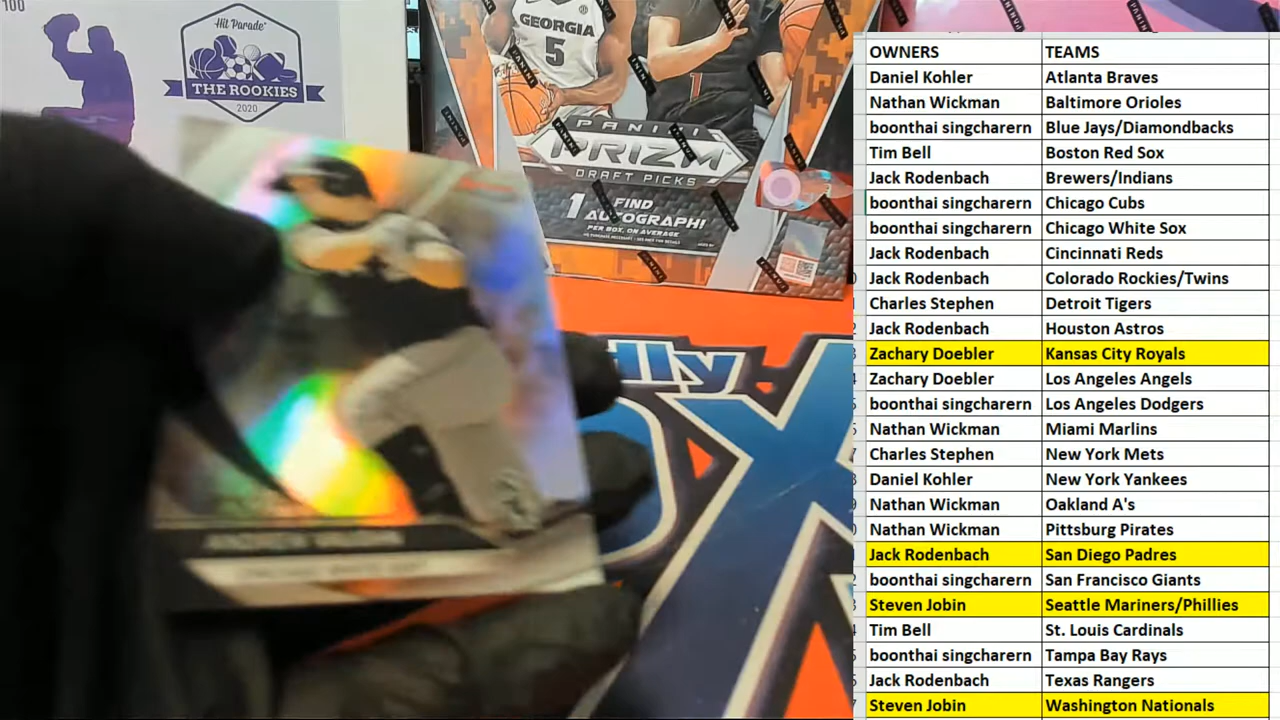 100
Hit Parade
THE ROOKIES
2020
GEORGIA
5
1
PANINI
PRIZM
DRAFT PICKS
1 FIND
AUTOGRAPH!
PER BOX, ON AVERAGE
ANDREW VAUGHN
OWNERS TEAMS
Daniel Kohler Atlanta Braves
Nathan Wickman Baltimore Orioles
boonthai singcharern Blue Jays/Diamondbacks
Tim Bell Boston Red Sox
Jack Rodenbach Brewers/Indians
boonthai singcharern Chicago Cubs
boonthai singcharern Chicago White Sox
Jack Rodenbach Cincinnati Reds
Jack Rodenbach Colorado Rockies/Twins
Charles Stephen Detroit Tigers
Jack Rodenbach Houston Astros
Zachary Doebler Kansas City Royals
Zachary Doebler Los Angeles Angels
boonthai singcharern Los Angeles Dodgers
Nathan Wickman Miami Marlins
Charles Stephen New York Mets
Daniel Kohler New York Yankees
Nathan Wickman Oakland A's
Nathan Wickman Pittsburg Pirates
Jack Rodenbach San Diego Padres
boonthai singcharern San Francisco Giants
Steven Jobin Seattle Mariners/Phillies
Tim Bell St. Louis Cardinals
boonthai singcharern Tampa Bay Rays
Jack Rodenbach Texas Rangers
Steven Jobin Washington Nationals